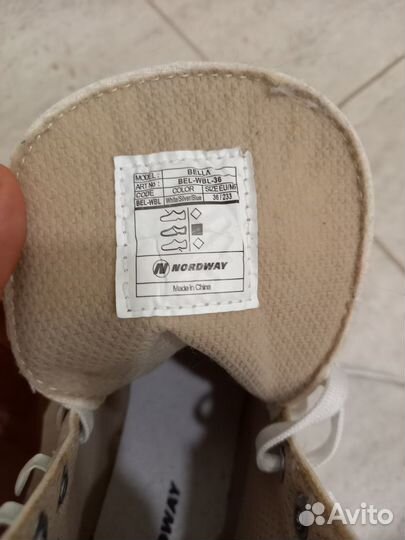 MODEL : BELLA
ART No : BEL-WBL-36
CODE COLOR SIZE EU/MM
BEL-WBL White/Silver/Blue 36 / 233
NORDWAY
Made in China
NORDWAY
Avito